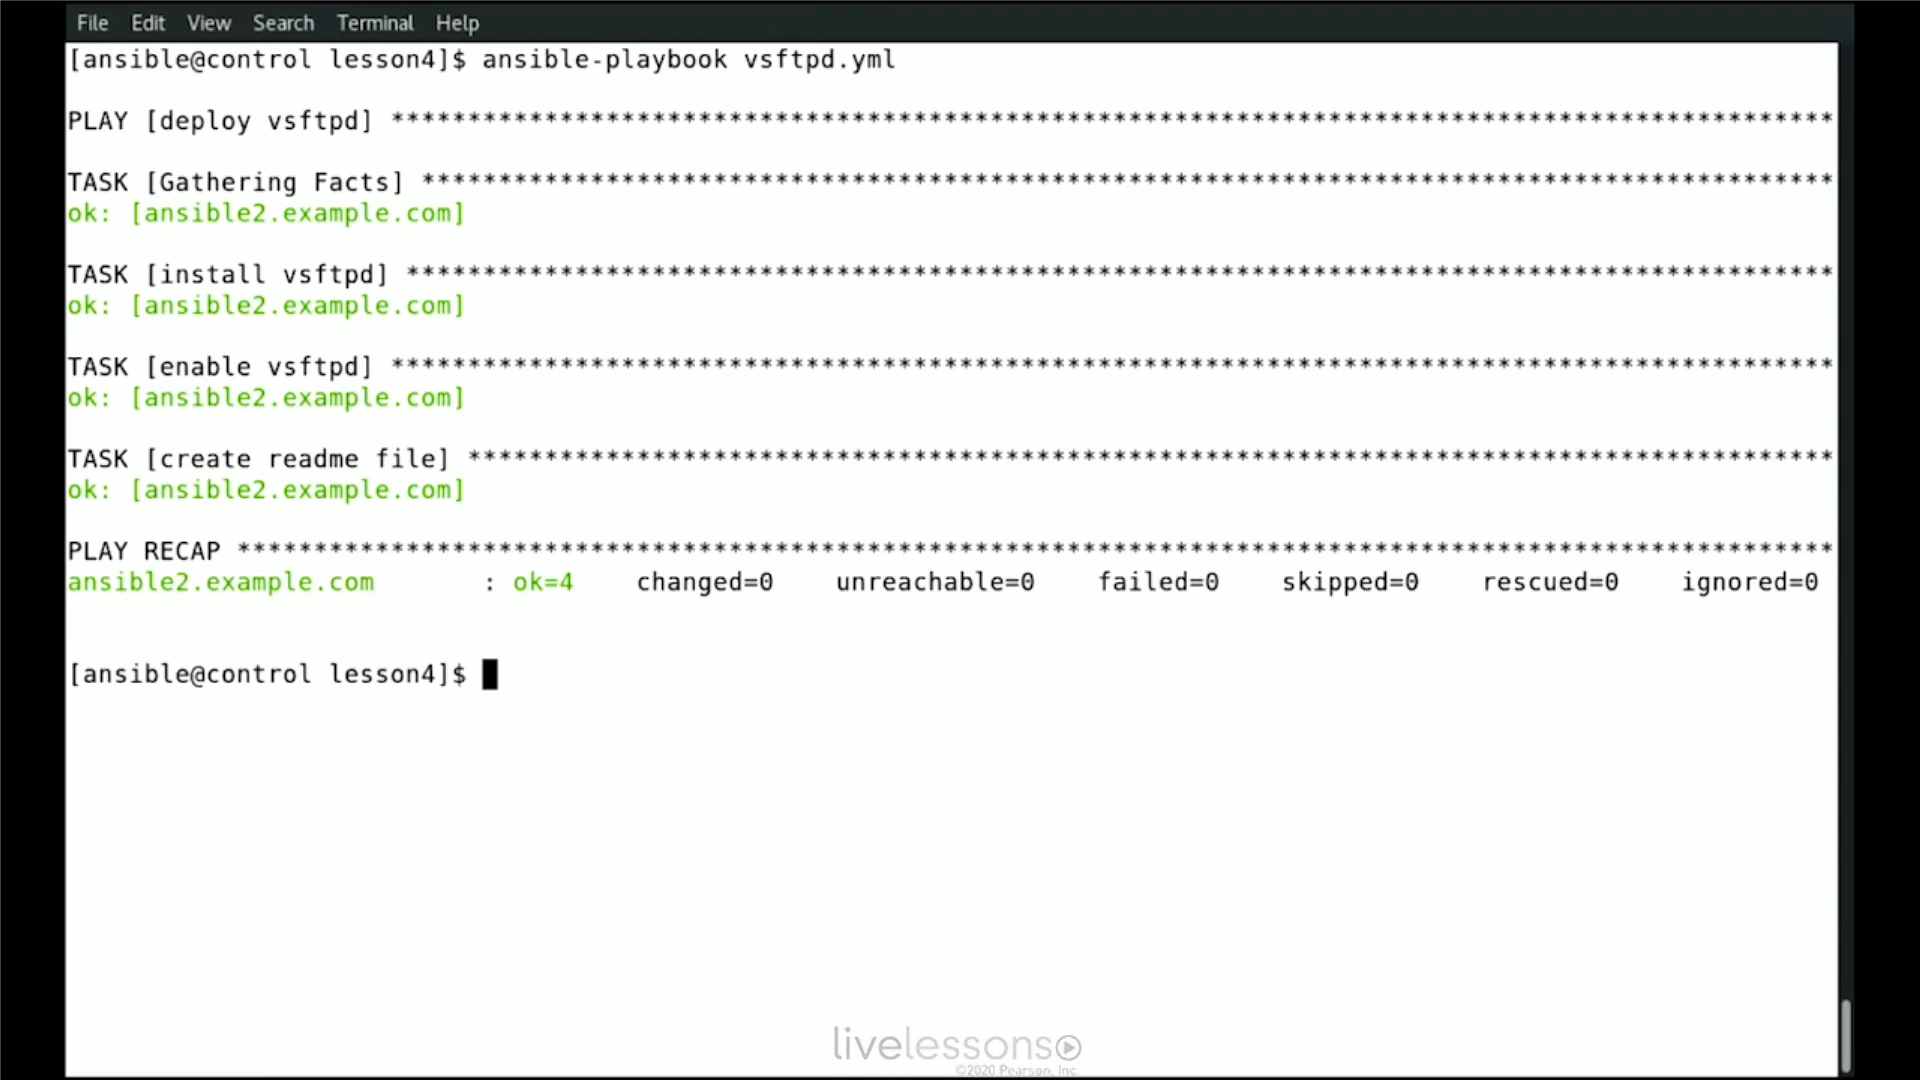 File Edit View Search Terminal Help
[ansible@control lesson4]$ ansible-playbook vsftpd.yml
PLAY [deploy vsftpd] **********************************************************************************************
TASK [Gathering Facts] ********************************************************************************************
ok: [ansible2.example.com]
TASK [install vsftpd] *********************************************************************************************
ok: [ansible2.example.com]
TASK [enable vsftpd] **********************************************************************************************
ok: [ansible2.example.com]
TASK [create readme file] *****************************************************************************************
ok: [ansible2.example.com]
PLAY RECAP ********************************************************************************************************
ansible2.example.com       : ok=4    changed=0    unreachable=0    failed=0    skipped=0    rescued=0    ignored=0
[ansible@control lesson4]$
livelessons
©2020 Pearson, Inc.